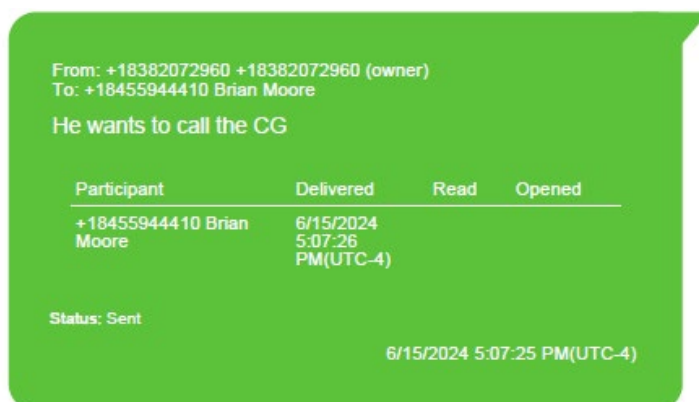 From: +18382072960 +18382072960 (owner)
To: +18455944410 Brian Moore
He wants to call the CG
Participant Delivered Read Opened
+18455944410 Brian 6/15/2024
Moore 5:07:26
PM(UTC-4)
Status: Sent
6/15/2024 5:07:25 PM(UTC-4)